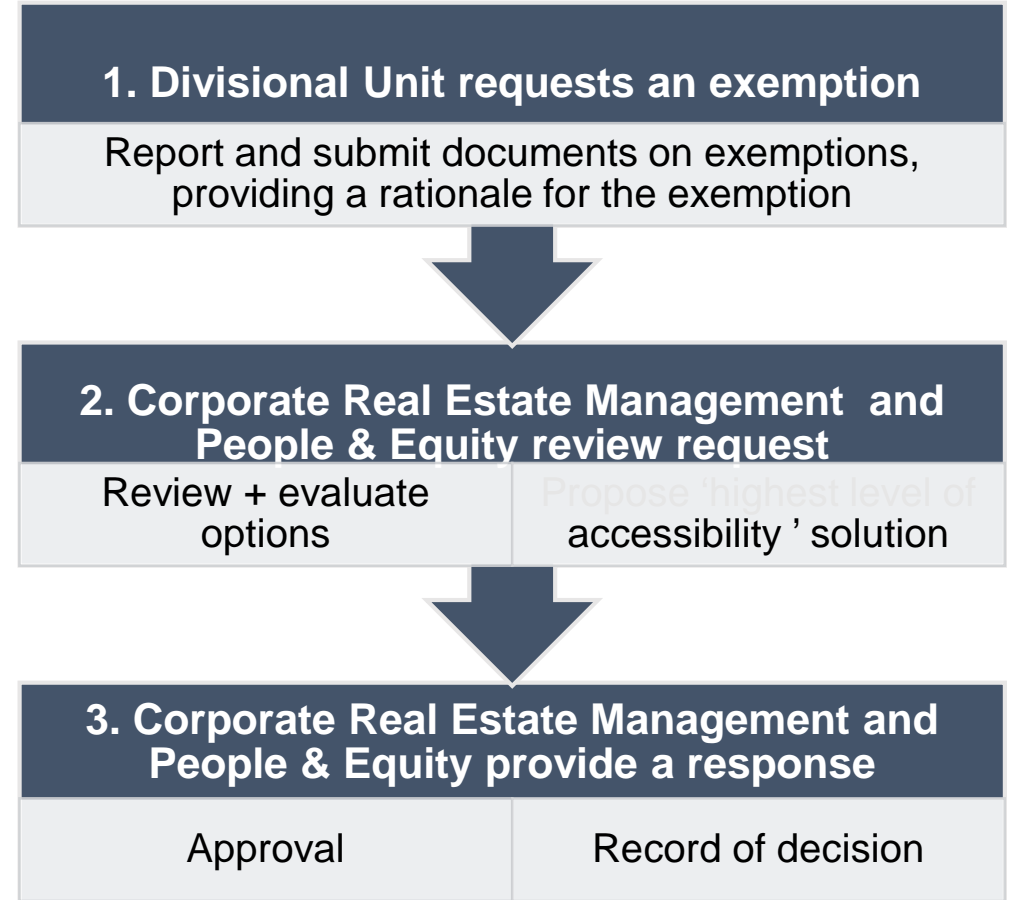 1. Divisional Unit requests an exemption
Report and submit documents on exemptions,
providing a rationale for the exemption
2. Corporate Real Estate Management  and
People & Equity review request
Review + evaluate
options
Propose ‘highest level of
accessibility ’ solution
3. Corporate Real Estate Management and
People & Equity provide a response
Approval
Record of decision